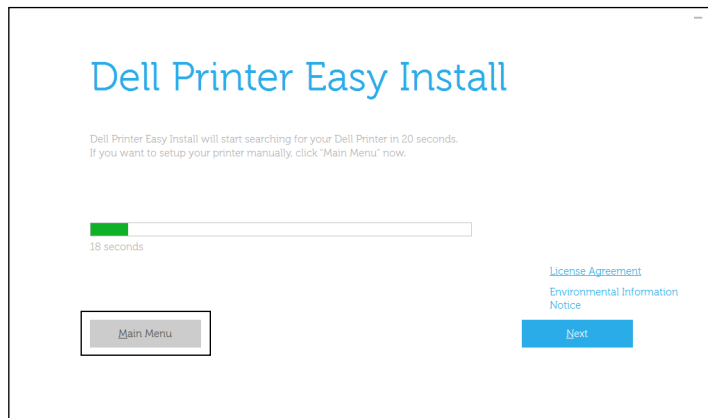 Dell Printer Easy Install
Dell Printer Easy Install will start searching for your Dell Printer in 20 seconds.
If you want to setup your printer manually, click "Main Menu" now.
18 seconds
License Agreement
Environmental Information
Notice
Main Menu
Next